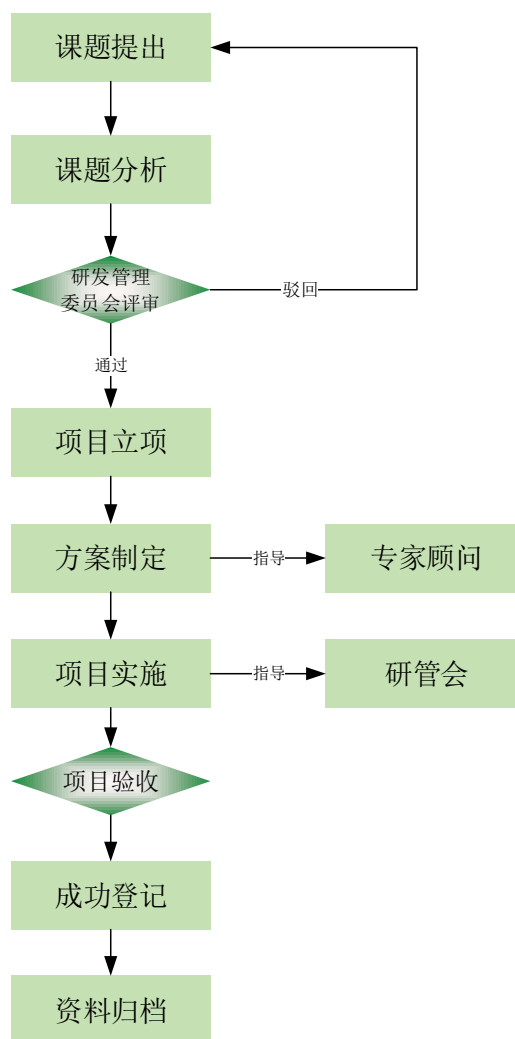 课题提出
课题分析
研发管理
委员会评审
驳回
通过
项目立项
方案制定
指导
专家顾问
项目实施
指导
研管会
项目验收
成功登记
资料归档